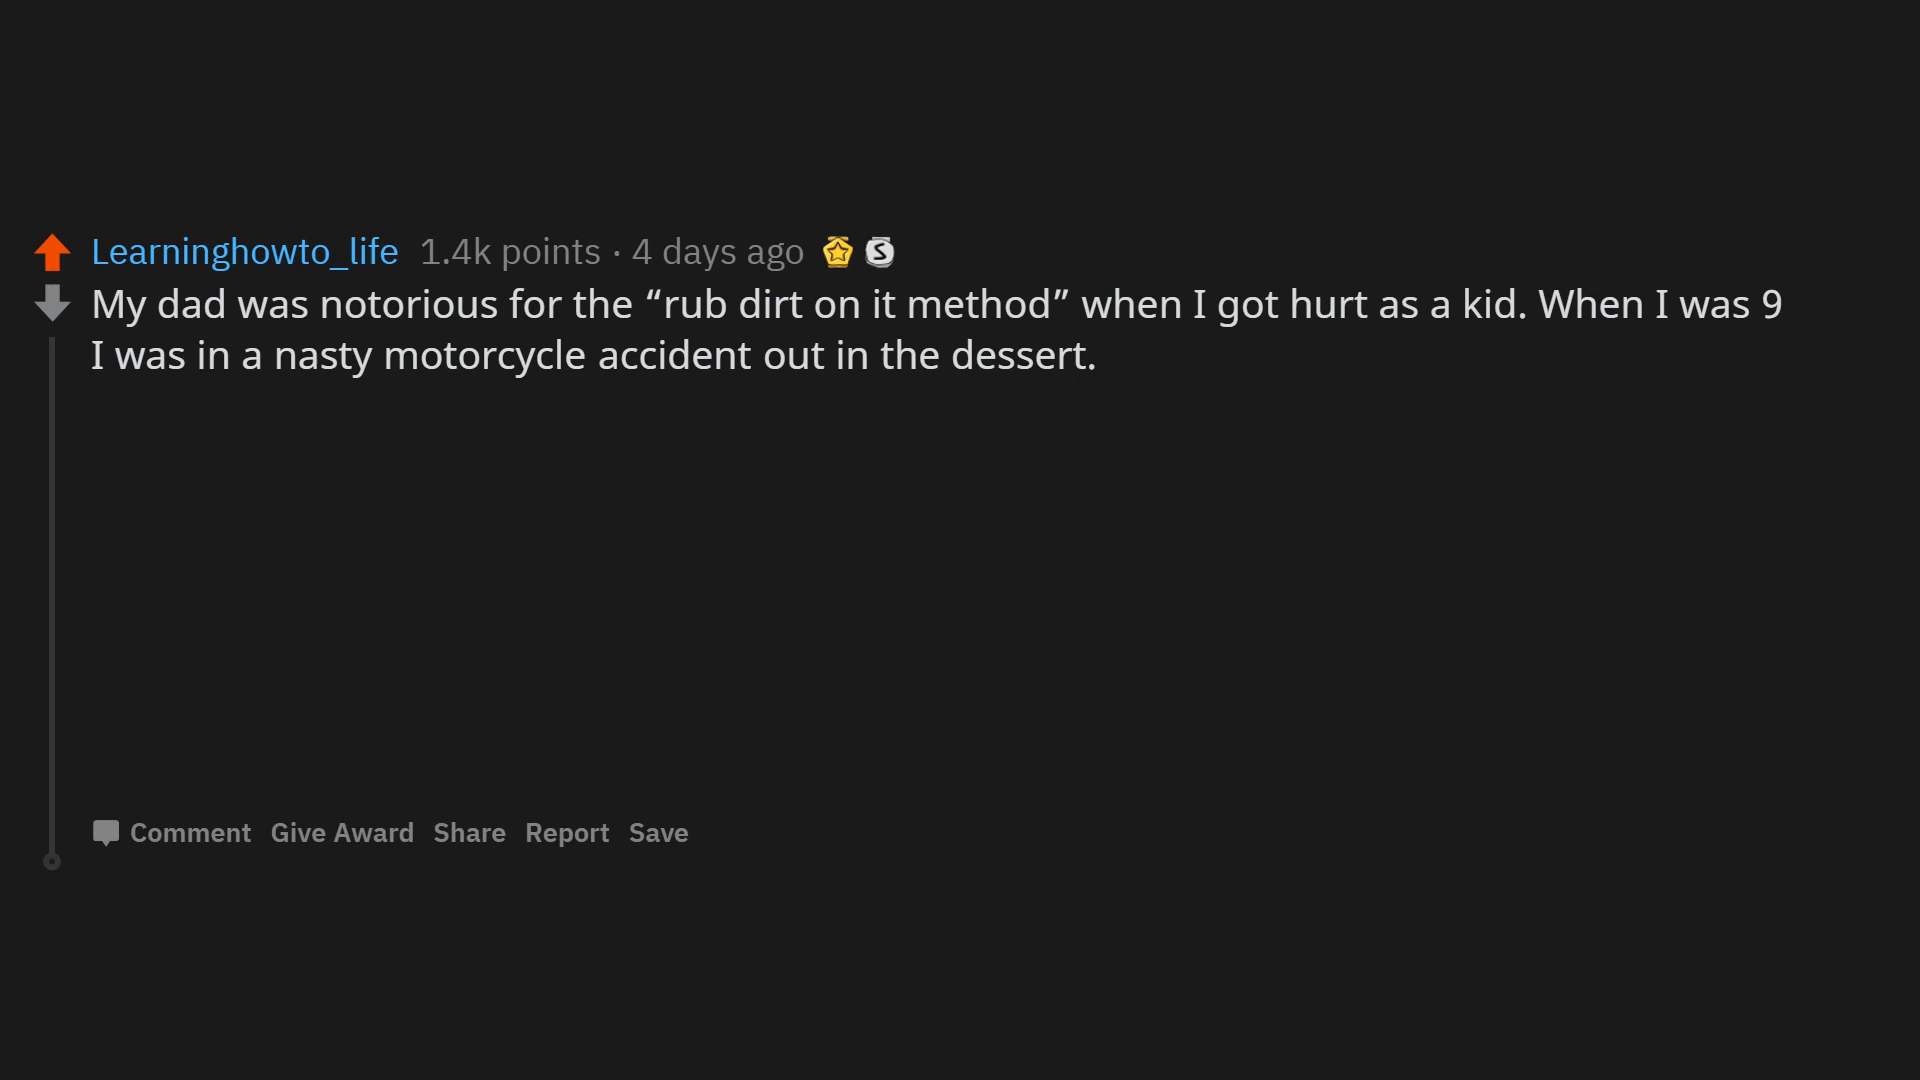 Learninghowto_life 1.4k points · 4 days ago
My dad was notorious for the “rub dirt on it method” when I got hurt as a kid. When I was 9
I was in a nasty motorcycle accident out in the dessert.
Comment Give Award Share Report Save